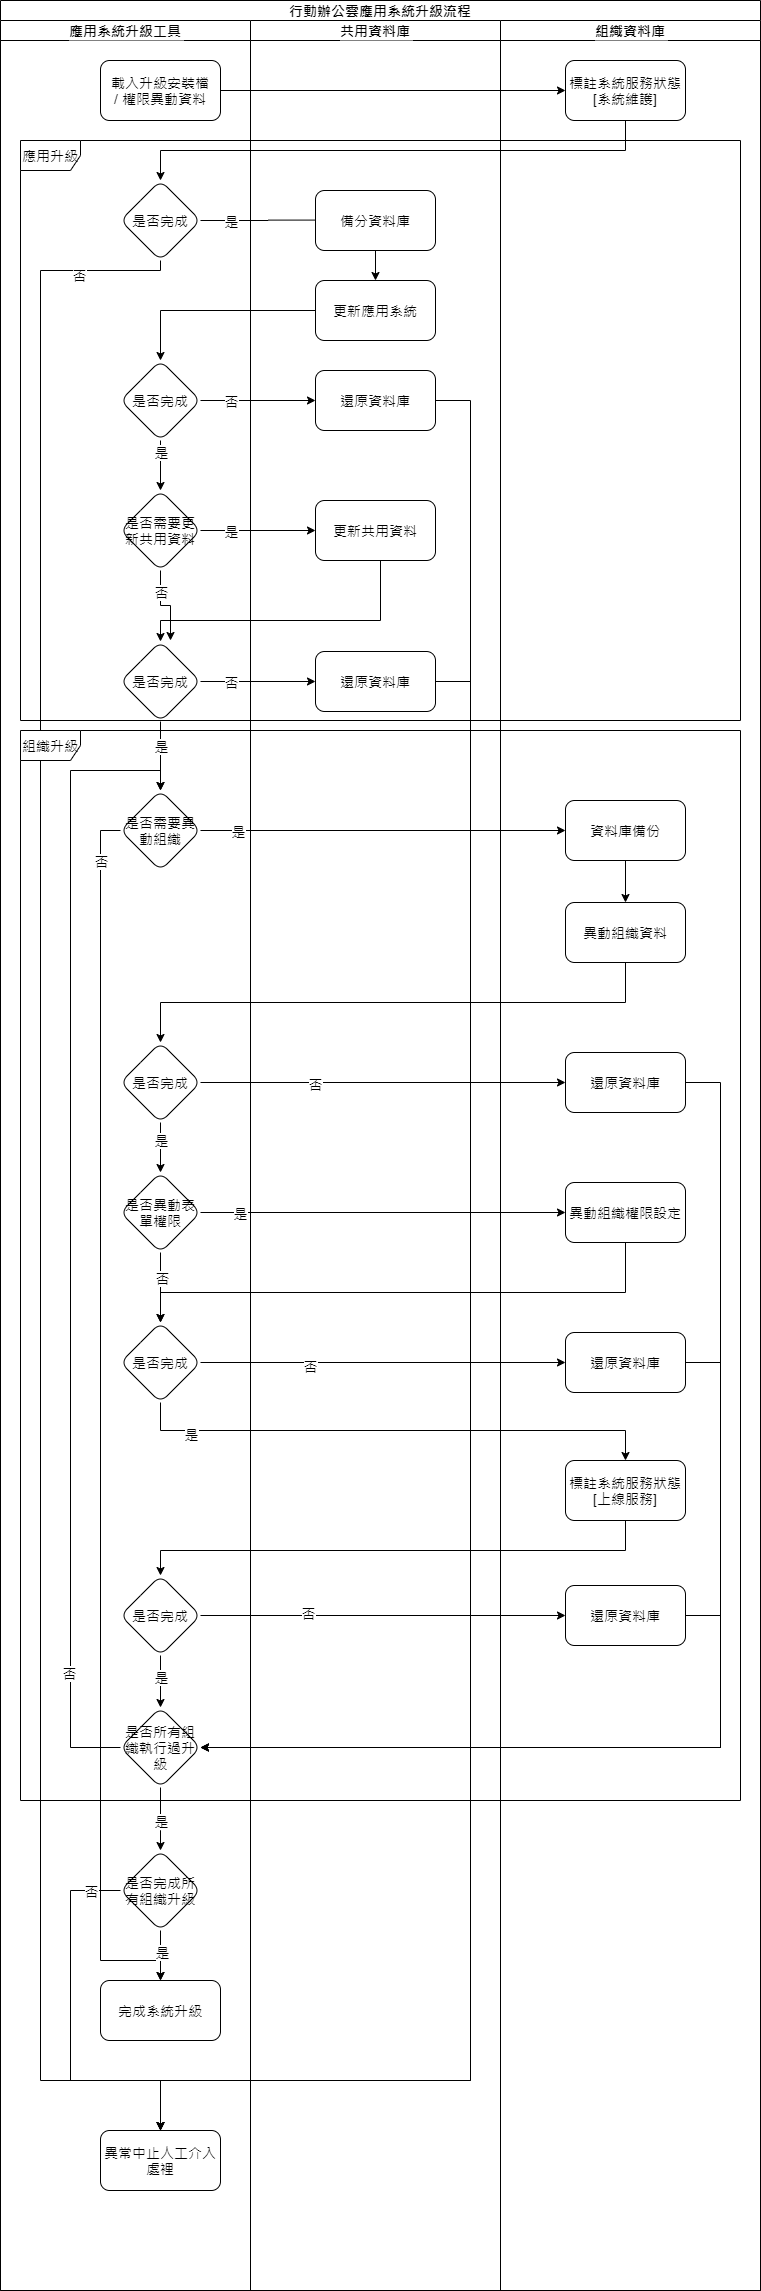 行動辦公雲應用系統升級流程
應用系統升級工具
共用資料庫
組織資料庫
載入升級安裝檔
/ 權限異動資料
標註系統服務狀態
[系統維護]
應用升級
是否完成
是
備分資料庫
否
更新應用系統
是否完成
否
還原資料庫
是
是否需要更
新共用資料
是
更新共用資料
否
是否完成
否
還原資料庫
組織升級
是
是否需要異
動組織
是
資料庫備份
否
異動組織資料
是否完成
否
還原資料庫
是
是否異動表
單權限
是
異動組織權限設定
否
是否完成
否
還原資料庫
是
標註系統服務狀態
[上線服務]
是否完成
否
還原資料庫
否
是
是否所有組
織執行過升
級
是
是否完成所
有組織升級
否
是
完成系統升級
異常中止人工介入
處裡